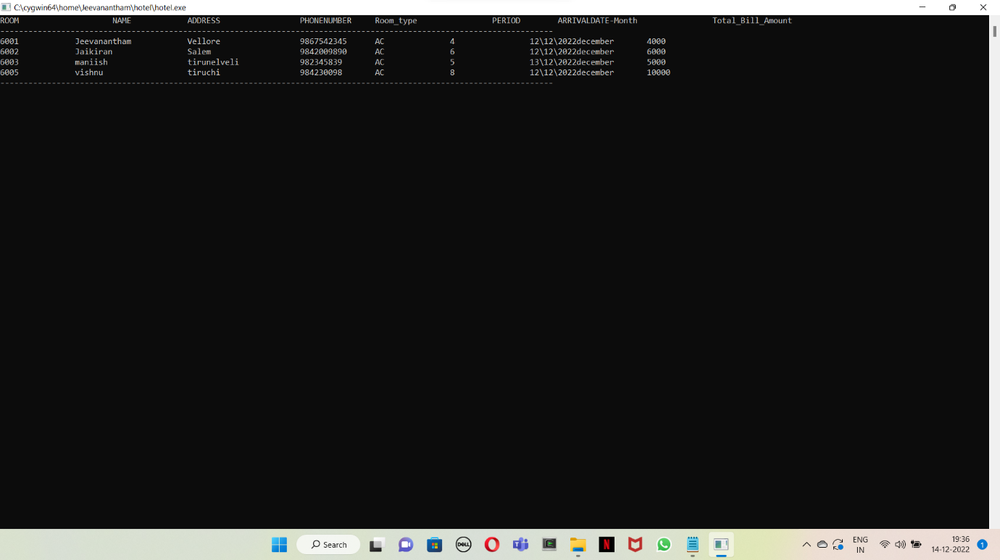 C:\cygwin64\home\Jeevanantham\hotel\hotel.exe
ROOM NAME ADDRESS PHONENUMBER Room_type PERIOD ARRIVALDATE-Month Total_Bill_Amount
----------------------------------------------------------------------------------------------------------------------
6001 Jeevanantham Vellore 9867542345 AC 4 12\12\2022december 4000
6002 Jaikiran Salem 9842009890 AC 6 12\12\2022december 6000
6003 maniish tirunelveli 982345839 AC 5 13\12\2022december 5000
6005 vishnu tiruchi 984230098 AC 8 12\12\2022december 10000
----------------------------------------------------------------------------------------------------------------------
Search DELL T N ENG 19:36
IN 14-12-2022 1